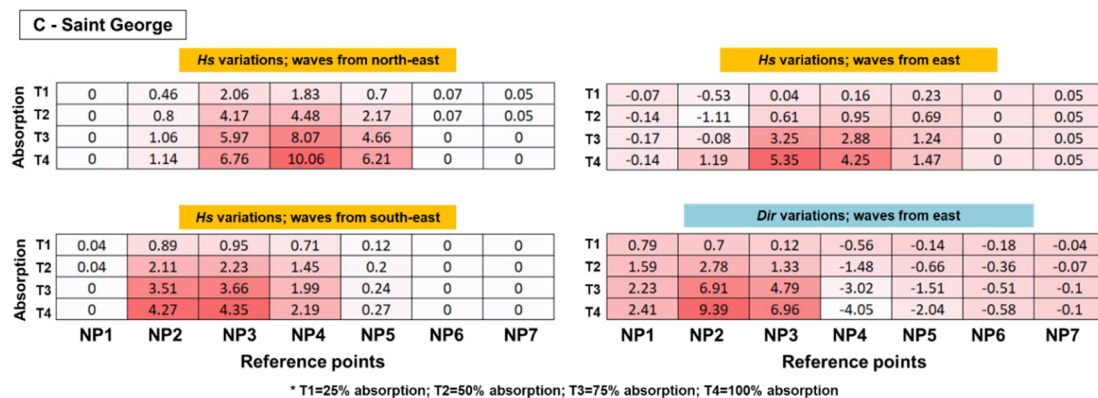 C - Saint George
Hs variations; waves from north-east
Absorption
T1 0 0.46 2.06 1.83 0.7 0.07 0.05
T2 0 0.8 4.17 4.48 2.17 0.07 0.05
T3 0 1.06 5.97 8.07 4.66 0 0
T4 0 1.14 6.76 10.06 6.21 0 0
Hs variations; waves from east
T1 -0.07 -0.53 0.04 0.16 0.23 0 0.05
T2 -0.14 -1.11 0.61 0.95 0.69 0 0.05
T3 -0.17 -0.08 3.25 2.88 1.24 0 0.05
T4 -0.14 1.19 5.35 4.25 1.47 0 0.05
Hs variations; waves from south-east
Absorption
T1 0.04 0.89 0.95 0.71 0.12 0 0
T2 0.04 2.11 2.23 1.45 0.2 0 0
T3 0 3.51 3.66 1.99 0.24 0 0
T4 0 4.27 4.35 2.19 0.27 0 0
NP1 NP2 NP3 NP4 NP5 NP6 NP7
Reference points
Dir variations; waves from east
T1 0.79 0.7 0.12 -0.56 -0.14 -0.18 -0.04
T2 1.59 2.78 1.33 -1.48 -0.66 -0.36 -0.07
T3 2.23 6.91 4.79 -3.02 -1.51 -0.51 -0.1
T4 2.41 9.39 6.96 -4.05 -2.04 -0.58 -0.1
NP1 NP2 NP3 NP4 NP5 NP6 NP7
Reference points
* T1=25% absorption; T2=50% absorption; T3=75% absorption; T4=100% absorption